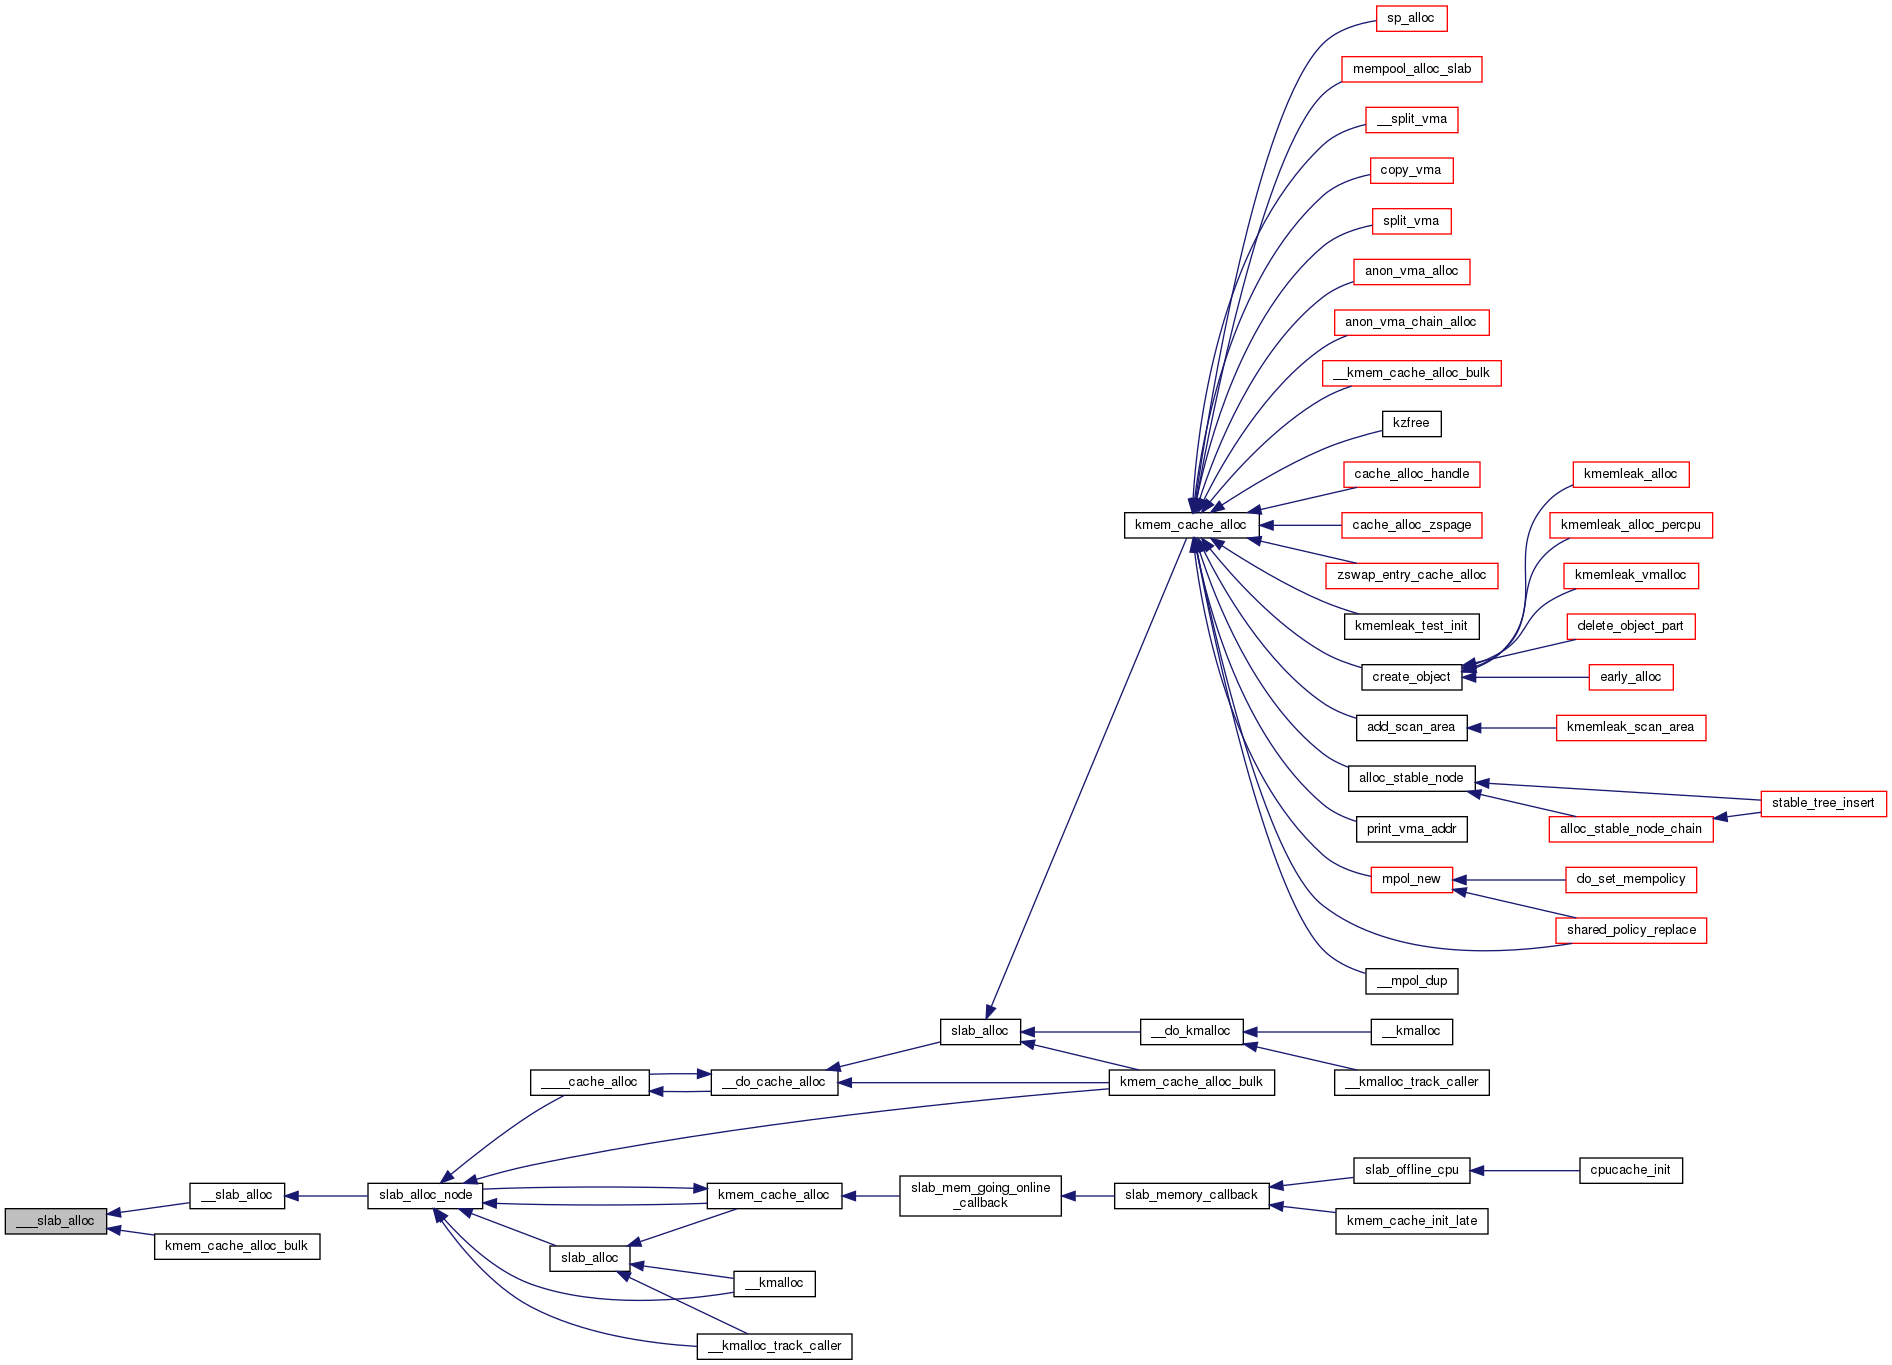 sp_alloc
mempool_alloc_slab
__split_vma
copy_vma
split_vma
anon_vma_alloc
anon_vma_chain_alloc
__kmem_cache_alloc_bulk
kzfree
cache_alloc_handle
kmemleak_alloc
kmem_cache_alloc
cache_alloc_zspage
kmemleak_alloc_percpu
zswap_entry_cache_alloc
kmemleak_vmalloc
kmemleak_test_init
delete_object_part
create_object
early_alloc
add_scan_area
kmemleak_scan_area
alloc_stable_node
stable_tree_insert
print_vma_addr
alloc_stable_node_chain
mpol_new
do_set_mempolicy
shared_policy_replace
__mpol_dup
slab_alloc
__do_kmalloc
__kmalloc
____cache_alloc
__do_cache_alloc
kmem_cache_alloc_bulk
__kmalloc_track_caller
slab_offline_cpu
cpucache_init
__slab_alloc
slab_alloc_node
kmem_cache_alloc
slab_mem_going_online
_callback
slab_memory_callback
___slab_alloc
kmem_cache_init_late
kmem_cache_alloc_bulk
slab_alloc
__kmalloc
__kmalloc_track_caller